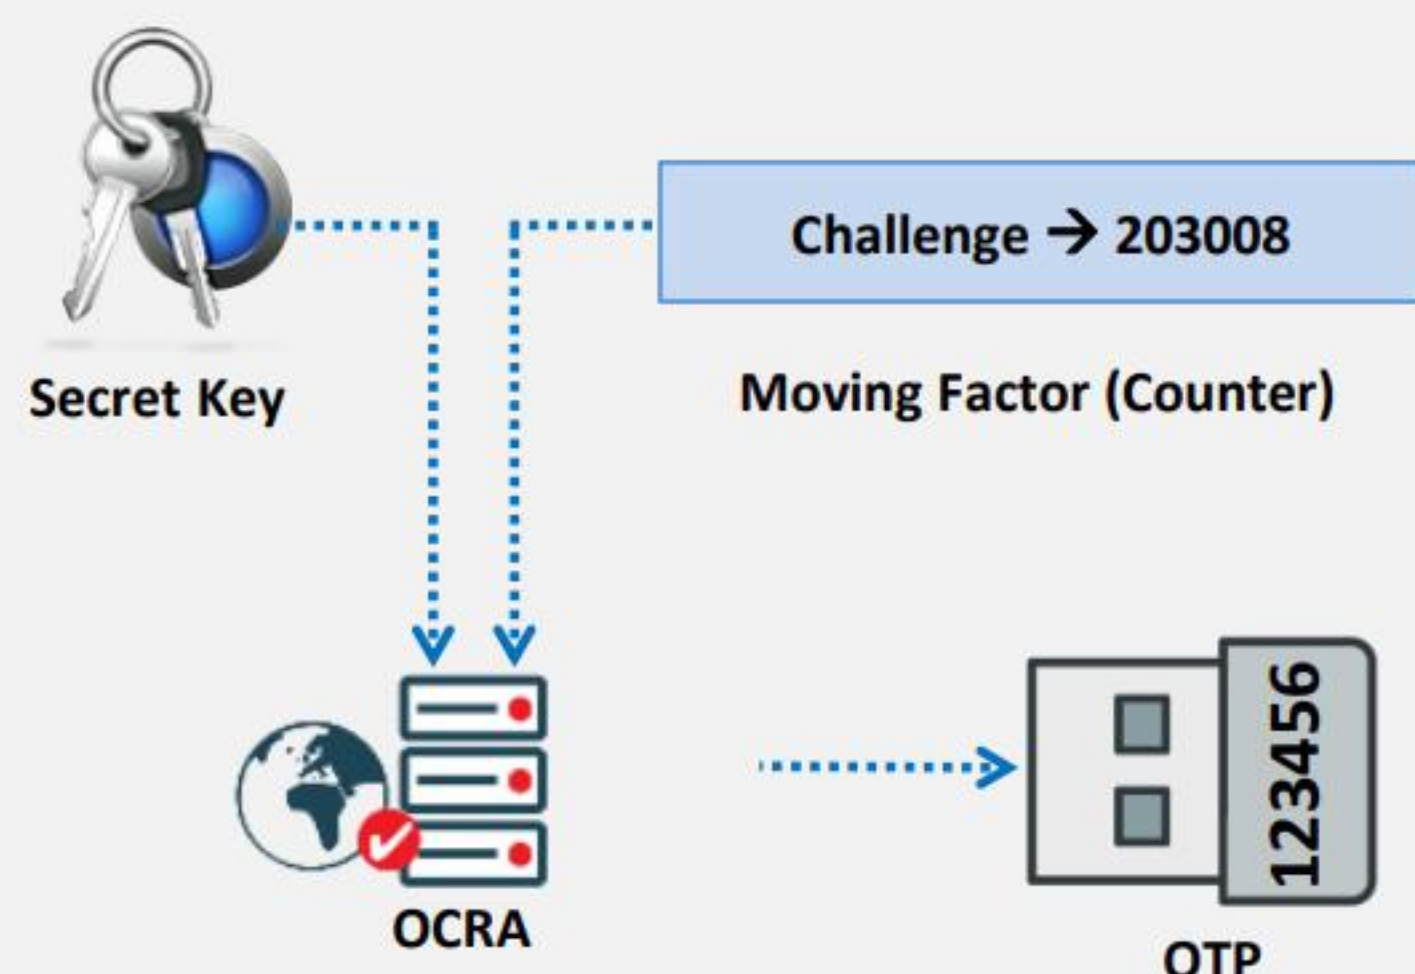 Challenge → 203008
Secret Key
Moving Factor (Counter)
123456
OCRA
OTP